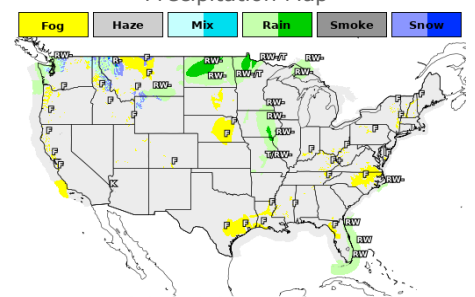 Precipitation Map
Fog Haze Mix Rain Smoke Snow
RW- R- F RW- RW-/T RW-
F RW- RW-/T RW-
F F F RW- F F
F F RW- F F
F F RW- F
F F T/RW- F F F
F F F
K F F RW-
F F
F F F F RW
RW
RW